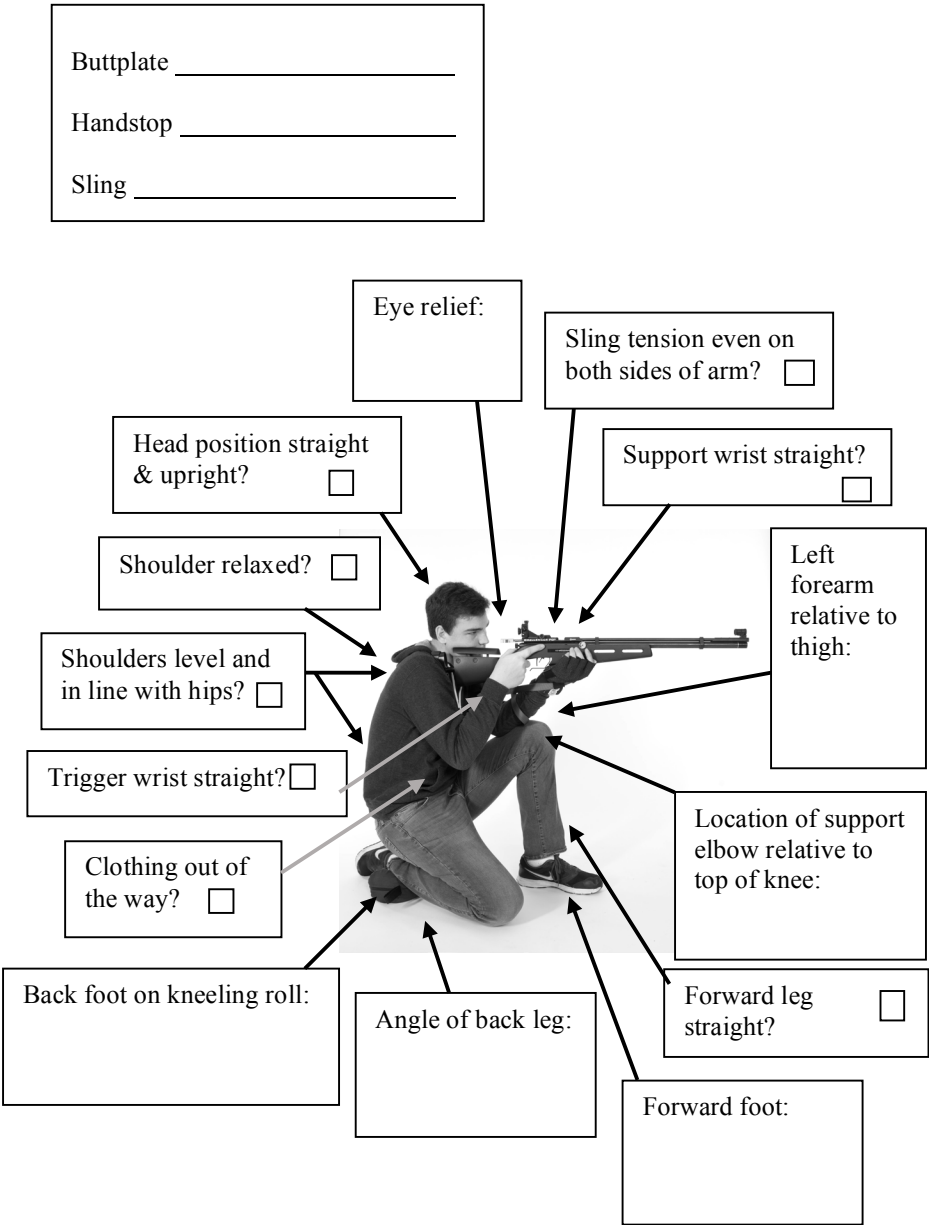 Buttplate
Handstop
Sling
Eye relief:
Sling tension even on
both sides of arm?
Head position straight
& upright?
Support wrist straight?
Shoulder relaxed?
Left
forearm
relative to
thigh:
Shoulders level and
in line with hips?
Trigger wrist straight?
Location of support
elbow relative to
top of knee:
Clothing out of
the way?
Back foot on kneeling roll:
Angle of back leg:
Forward leg
straight?
Forward foot: